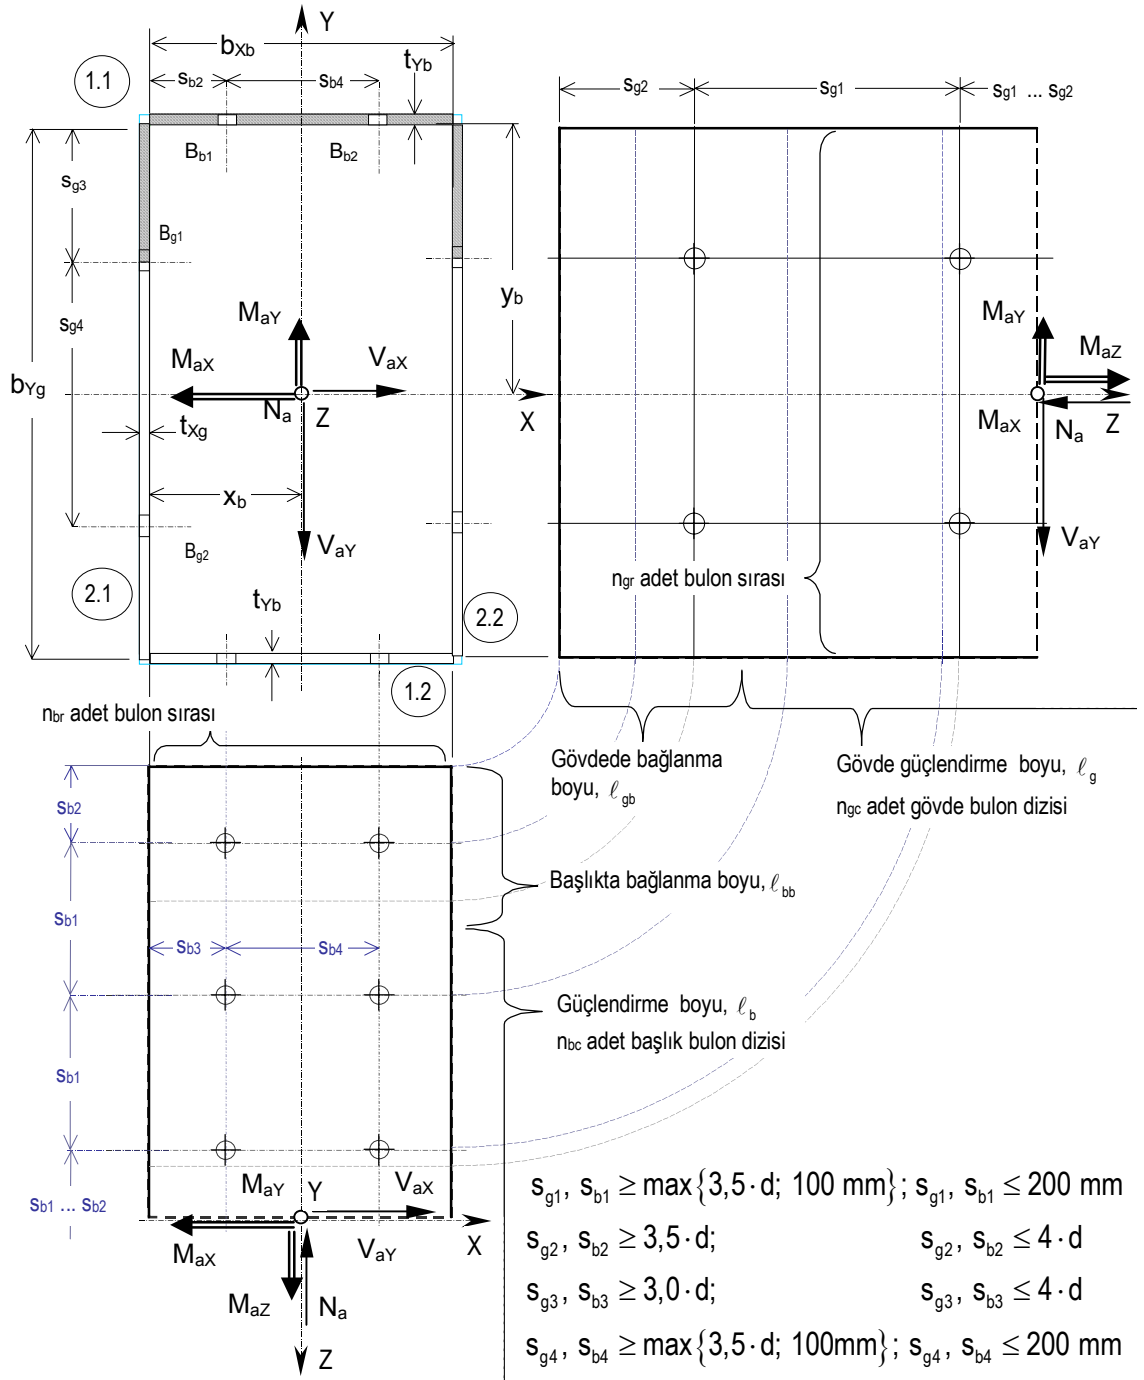 Y
bXb
tYb
1.1
sb2
sb4
sg2
sg1
sg1 ... sg2
Bb1
Bb2
sg3
Bg1
yb
sg4
MaY
MaX
VaX
bYg
Na
Z
X
tXg
xb
VaY
Bg2
2.1
tYb
2.2
1.2
MaY
MaZ
MaX
Na
Z
VaY
ngr adet bulon sırası
nbr adet bulon sırası
Gövdede bağlanma
boyu, ℓgb
Gövde güçlendirme boyu, ℓg
ngc adet gövde bulon dizisi
sb2
sb1
Başlıkta bağlanma boyu, ℓbb
sb3
sb4
Güçlendirme boyu, ℓb
nbc adet başlık bulon dizisi
sb1
sb1 ... sb2
MaY
Y
VaX
MaX
VaY
X
MaZ
Na
Z
sg1, sb1 ≥ max{3,5·d; 100 mm}; sg1, sb1 ≤ 200 mm
sg2, sb2 ≥ 3,5·d; sg2, sb2 ≤ 4·d
sg3, sb3 ≥ 3,0·d; sg3, sb3 ≤ 4·d
sg4, sb4 ≥ max{3,5·d; 100mm}; sg4, sb4 ≤ 200 mm